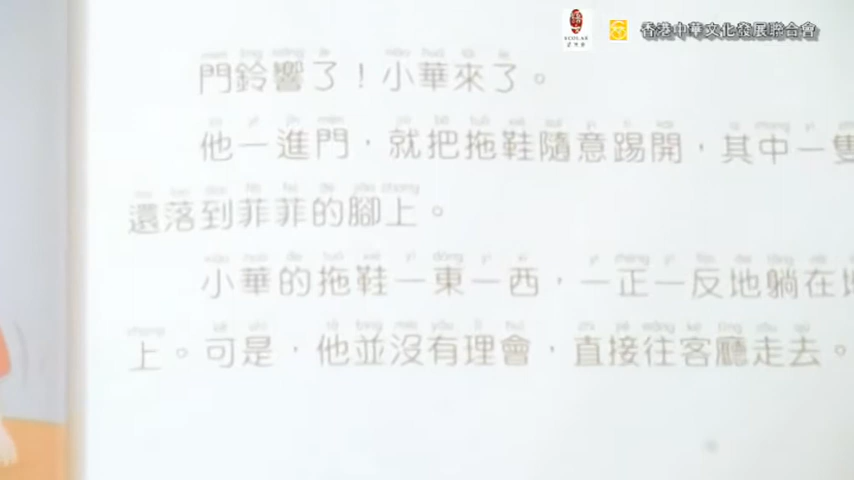 香港中華文化發展聯合會
SCHOLAR
門鈴響了！小華來了。
他一進門，就把拖鞋隨意踢開，其中一隻
還落到菲菲的腳上。
小華的拖鞋一東一西，一正一反地躺在地
上。可是，他並沒有理會，直接往客廳走去。